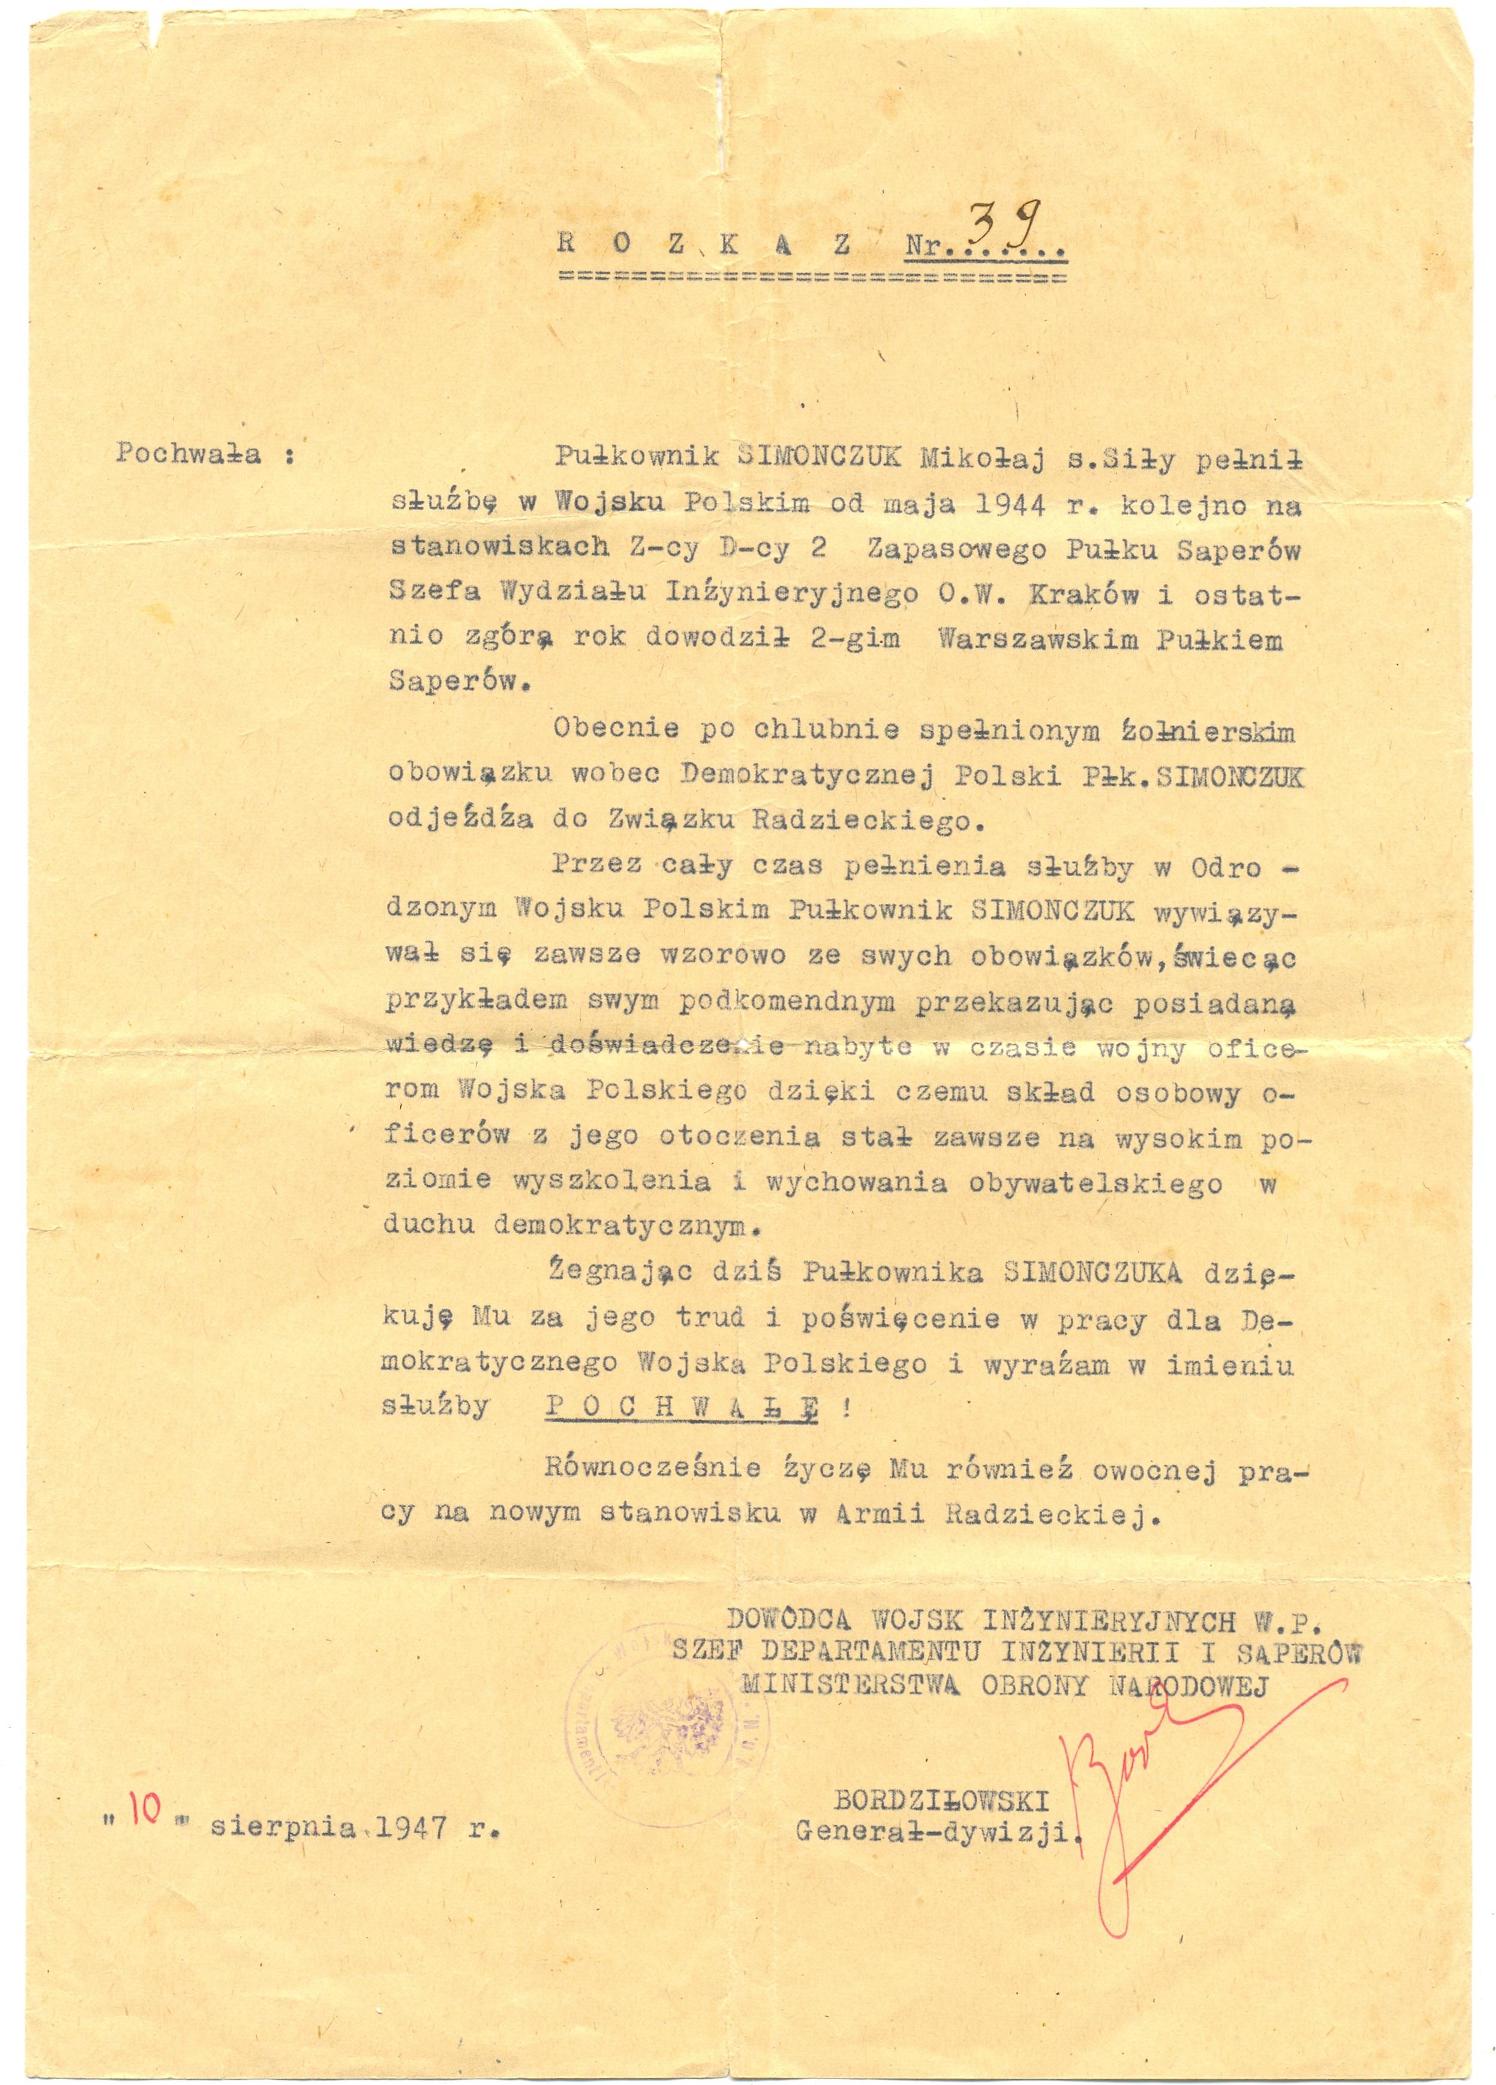 R O Z K A Z Nr. 39
Pochwała :
Pułkownik SIMONCZUK Mikołaj s.Siły pełnił
służbę w Wojsku Polskim od maja 1944 r. kolejno na
stanowiskach Z-cy D-cy 2 Zapasowego Pułku Saperów
Szefa Wydziału Inżynieryjnego O.W. Kraków i ostat-
nio zgórą rok dowodził 2-gim Warszawskim Pułkiem
Saperów.
Obecnie po chlubnie spełnionym żołnierskim
obowiązku wobec Demokratycznej Polski Płk.SIMONCZUK
odjeżdża do Związku Radzieckiego.
Przez cały czas pełnienia służby w Odro -
dzonym Wojsku Polskim Pułkownik SIMONCZUK wywiązy-
wał się zawsze wzorowo ze swych obowiązków,świecąc
przykładem swym podkomendnym przekazując posiadaną
wiedzę i doświadczenie nabyte w czasie wojny ofice-
rom Wojska Polskiego dzięki czemu skład osobowy o-
ficerów z jego otoczenia stał zawsze na wysokim po-
ziomie wyszkolenia i wychowania obywatelskiego w
duchu demokratycznym.
Żegnając dziś Pułkownika SIMONCZUKA dzię-
kuję Mu za jego trud i poświęcenie w pracy dla De-
mokratycznego Wojska Polskiego i wyrażam w imieniu
służby P O C H W A Ł Ę !
Równocześnie życzę Mu również owocnej pra-
cy na nowym stanowisku w Armii Radzieckiej.
DOWÓDCA WOJSK INŻYNIERYJNYCH W.P.
SZEF DEPARTAMENTU INŻYNIERII I SAPERÓW
MINISTERSTWA OBRONY NARODOWEJ
BORDZIŁOWSKI
Generał-dywizji.
"10" sierpnia 1947 r.